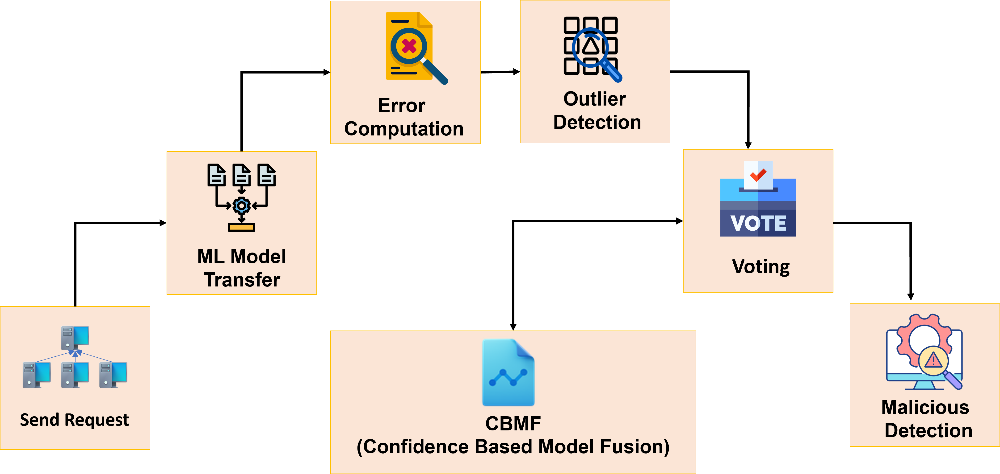 Error
Computation
Outlier
Detection
ML Model
Transfer
VOTE
Voting
Send Request
CBMF
(Confidence Based Model Fusion)
Malicious
Detection